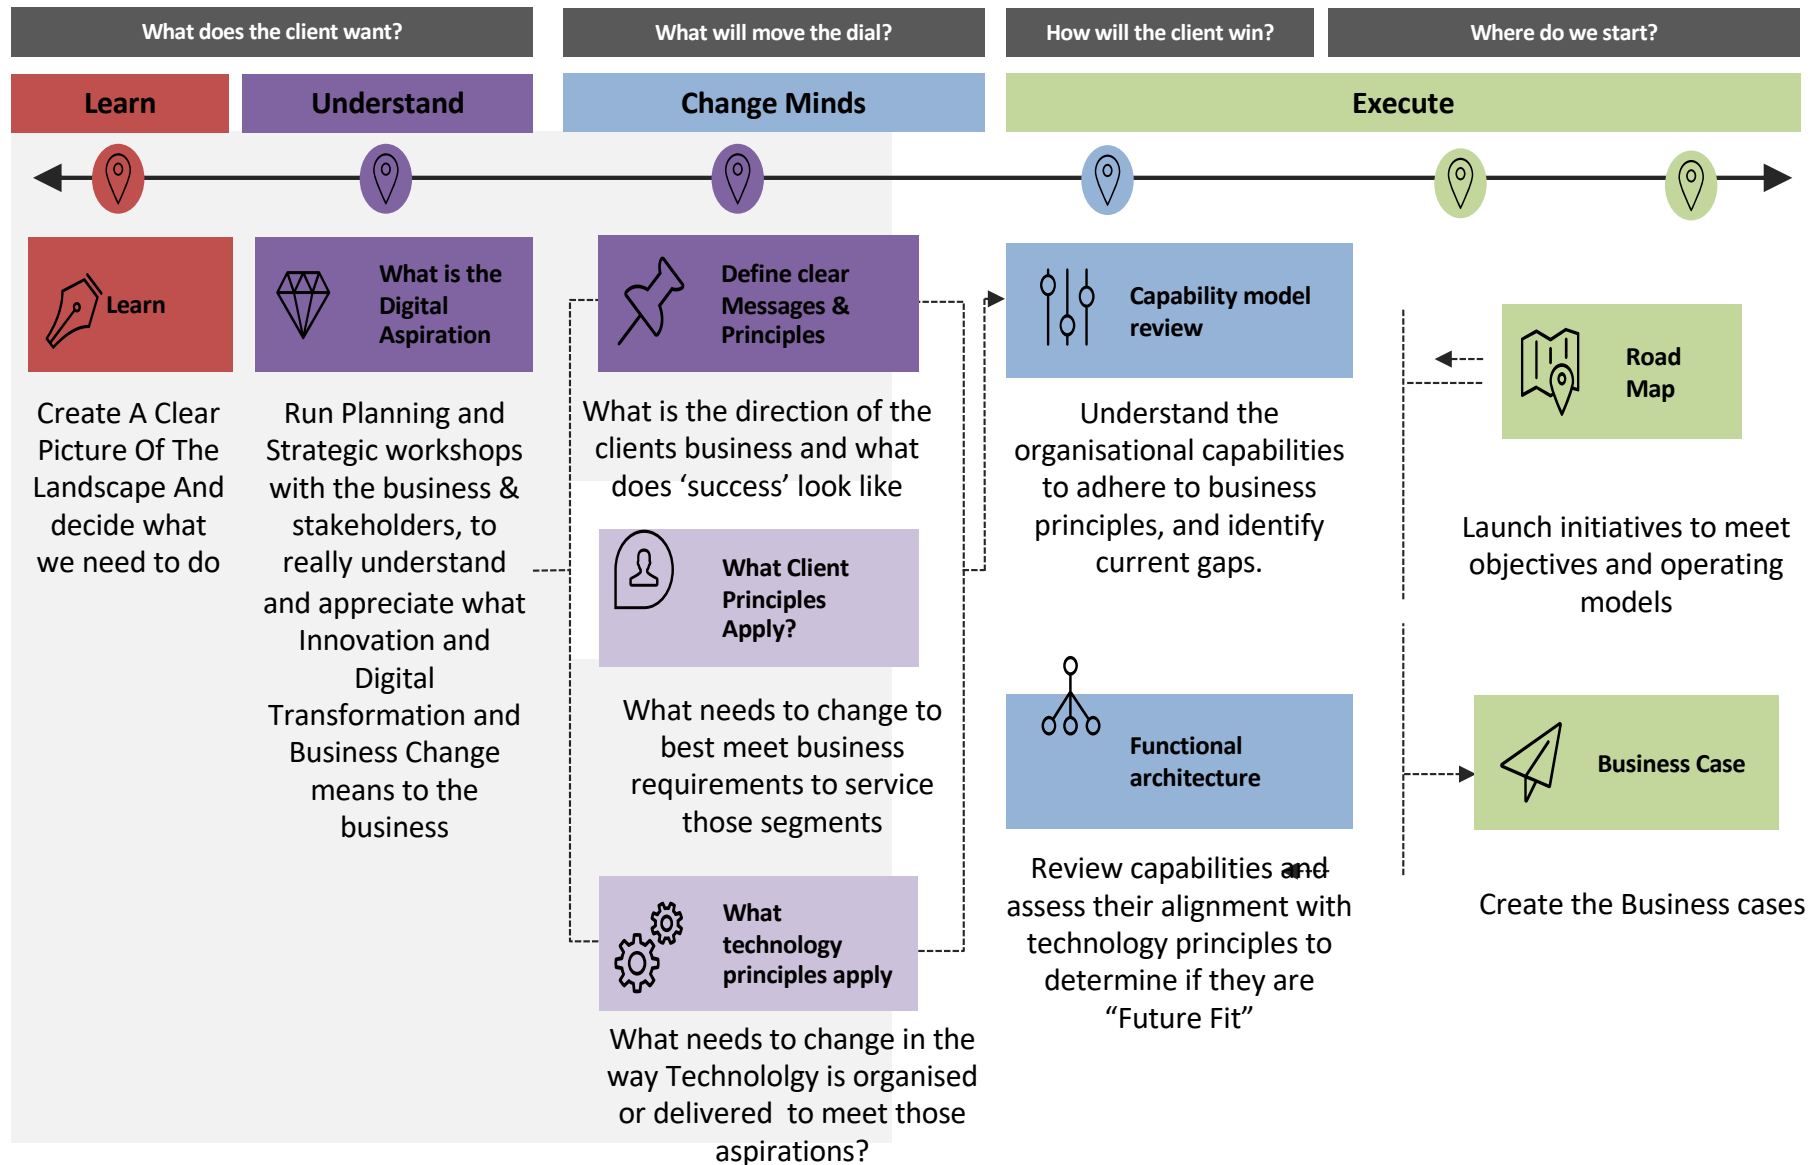 What does the client want?
What will move the dial?
How will the client win?
Where do we start?
Learn
Understand
Change Minds
Execute
Learn
What is the
Digital
Aspiration
Define clear
Messages &
Principles
Capability model
review
Road
Map
Create A Clear
Picture Of The
Landscape And
decide what
we need to do
Run Planning and
Strategic workshops
with the business &
stakeholders, to
really understand
and appreciate what
Innovation and
Digital
Transformation and
Business Change
means to the
business
What is the direction of the
clients business and what
does ‘success’ look like
What Client
Principles
Apply?
What needs to change to
best meet business
requirements to service
those segments
What
technology
principles apply
What needs to change in the
way Technololgy is organised
or delivered  to meet those
aspirations?
Understand the
organisational capabilities
to adhere to business
principles, and identify
current gaps.
Functional
architecture
Review capabilities and
assess their alignment with
technology principles to
determine if they are
“Future Fit”
Launch initiatives to meet
objectives and operating
models
Business Case
Create the Business cases